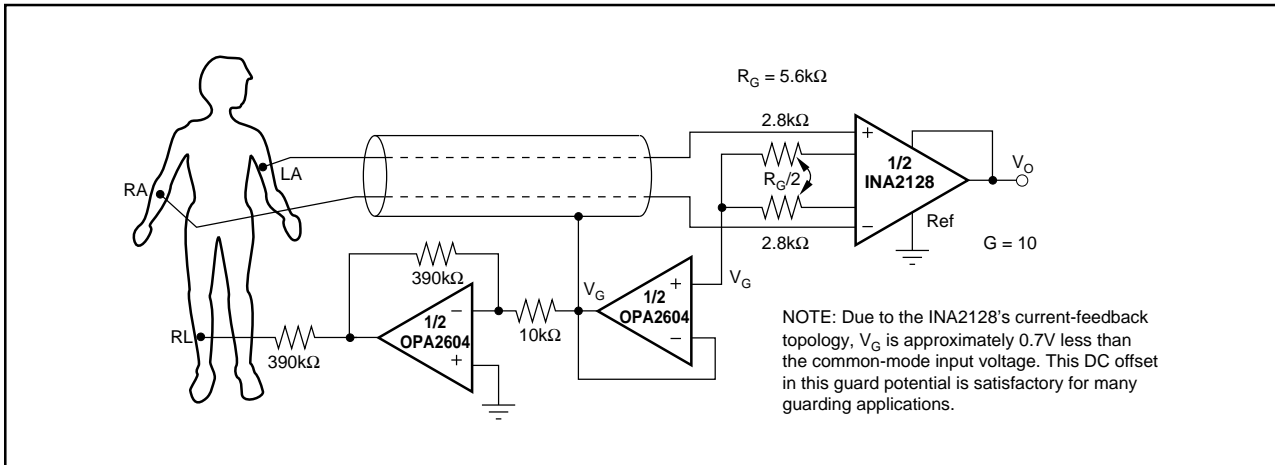 R_G = 5.6kΩ
2.8kΩ
LA
RA
1/2
INA2128
V_O
R_G/2
Ref
G = 10
2.8kΩ
390kΩ
V_G
V_G
1/2
OPA2604
10kΩ
1/2
OPA2604
RL
390kΩ
NOTE: Due to the INA2128's current-feedback
topology, V_G is approximately 0.7V less than
the common-mode input voltage. This DC offset
in this guard potential is satisfactory for many
guarding applications.